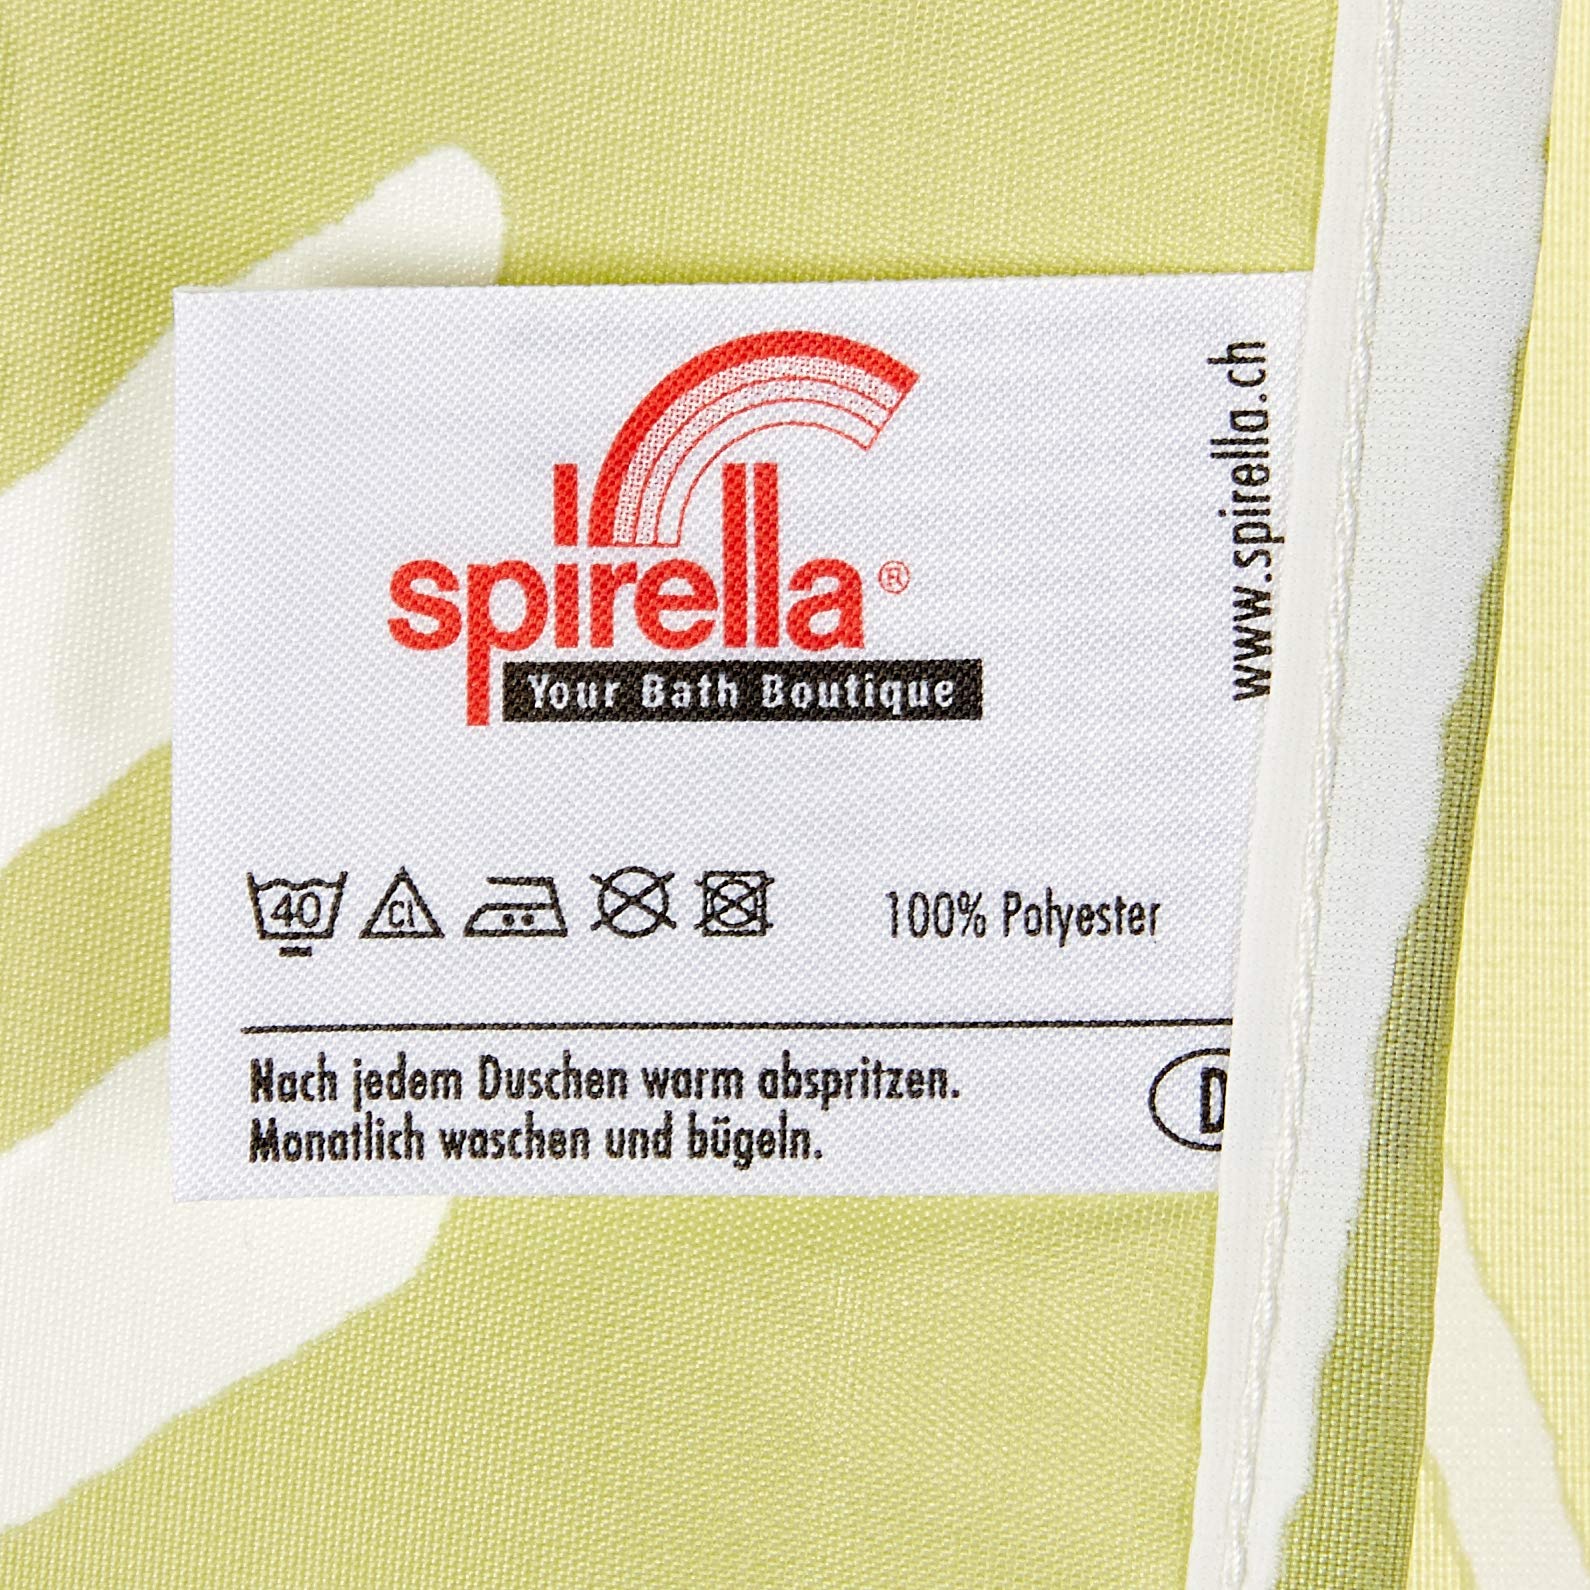 spirella®
Your Bath Boutique
www.spirella.ch
40 Cl 100% Polyester
Nach jedem Duschen warm abspritzen.
Monatlich waschen und bügeln.
D